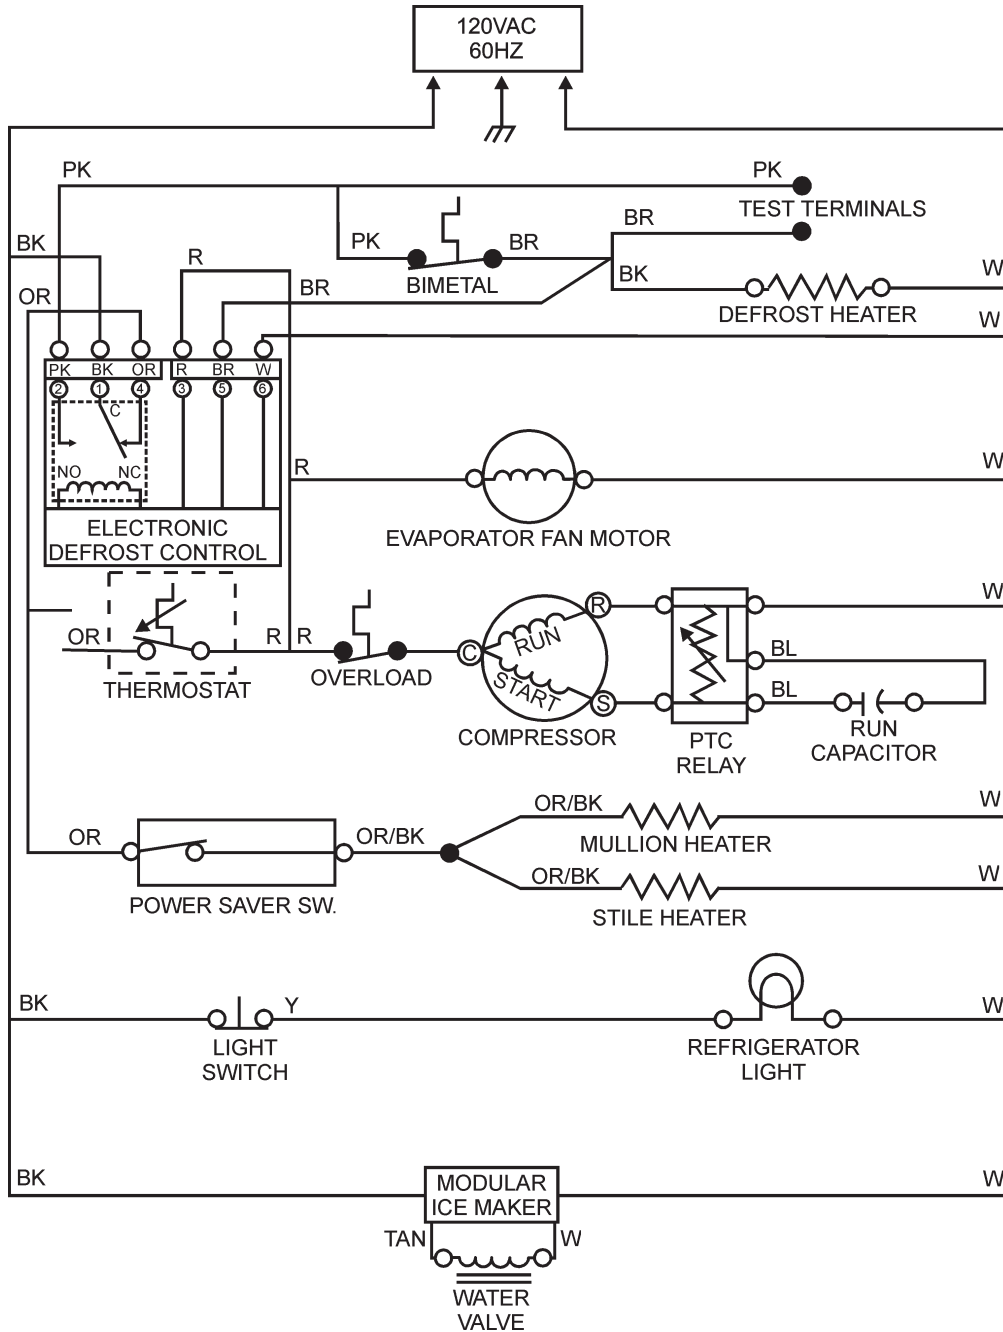 120VAC
60HZ
PK
PK
TEST TERMINALS
BR
BK
PK
BR
BIMETAL
R
BK
W
OR
BR
DEFROST HEATER
W
PK BK OR R BR W
2 1 4 3 5 6
C
NO NC
R
W
ELECTRONIC
DEFROST CONTROL
EVAPORATOR FAN MOTOR
W
R
OR
R R
C
RUN
START
S
BL
BL
THERMOSTAT
OVERLOAD
COMPRESSOR
PTC
RELAY
RUN
CAPACITOR
OR/BK
W
MULLION HEATER
OR
OR/BK
OR/BK
W
POWER SAVER SW.
STILE HEATER
BK
Y
W
LIGHT
SWITCH
REFRIGERATOR
LIGHT
BK
MODULAR
ICE MAKER
W
TAN
W
WATER
VALVE